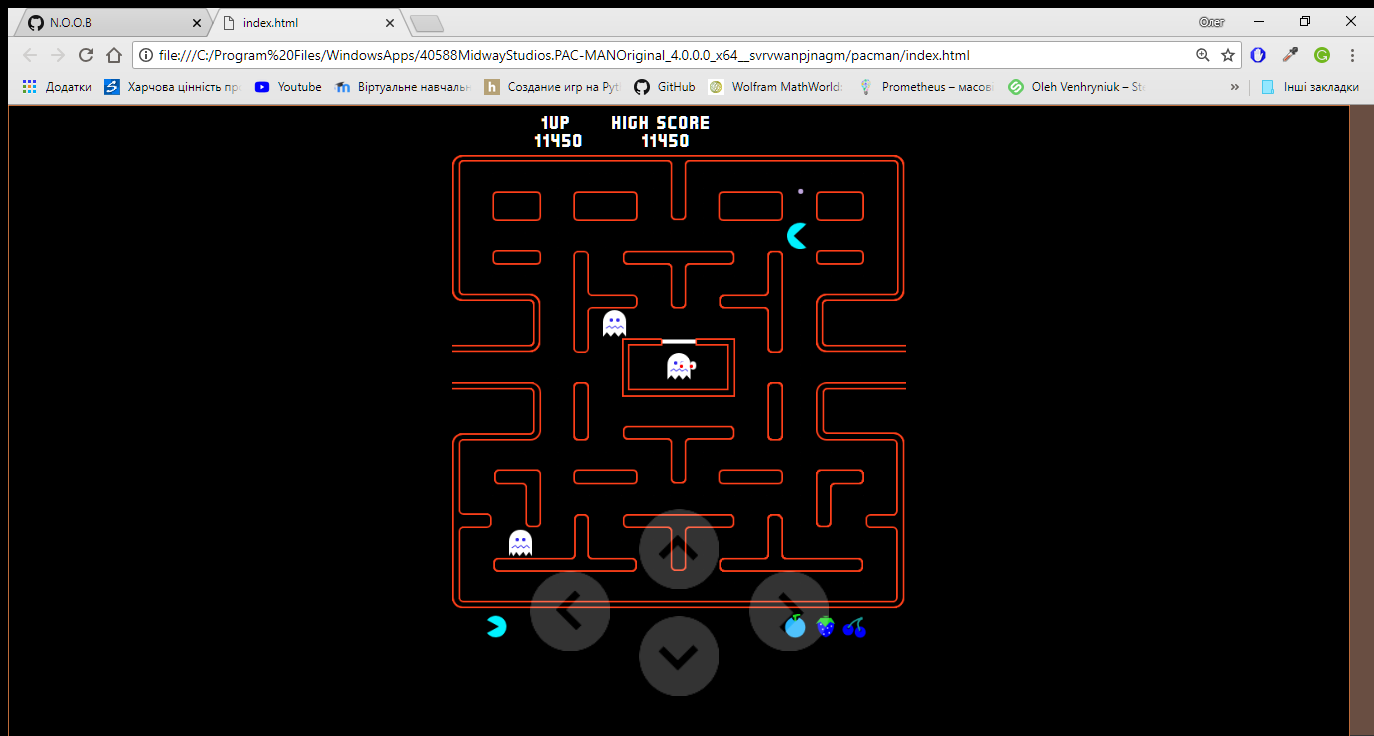 N.O.O.B
index.html
Олег
file:///C:/Program%20Files/WindowsApps/40588MidwayStudios.PAC-MANOriginal_4.0.0.0_x64__svrvwanpjnagm/pacman/index.html
Додатки
Харчова цінність про
Youtube
Віртуальне навчальн
Создание игр на Pyt
GitHub
Wolfram MathWorld:
Prometheus – масові
Oleh Venhryniuk – St
Інші закладки
1UP HIGH SCORE
11450 11450